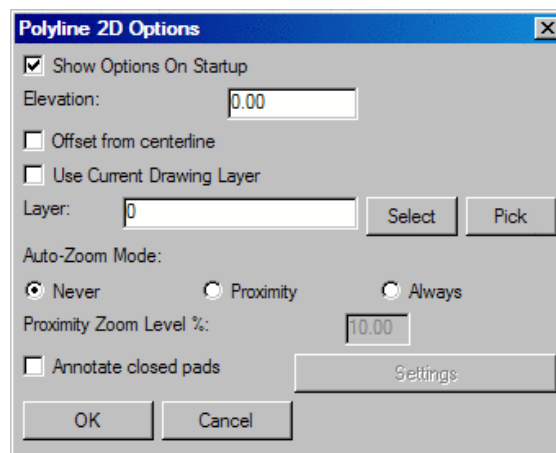 Polyline 2D Options
Show Options On Startup
Elevation: 0.00
Offset from centerline
Use Current Drawing Layer
Layer: 0 Select Pick
Auto-Zoom Mode:
Never Proximity Always
Proximity Zoom Level %: 10.00
Annotate closed pads Settings
OK Cancel